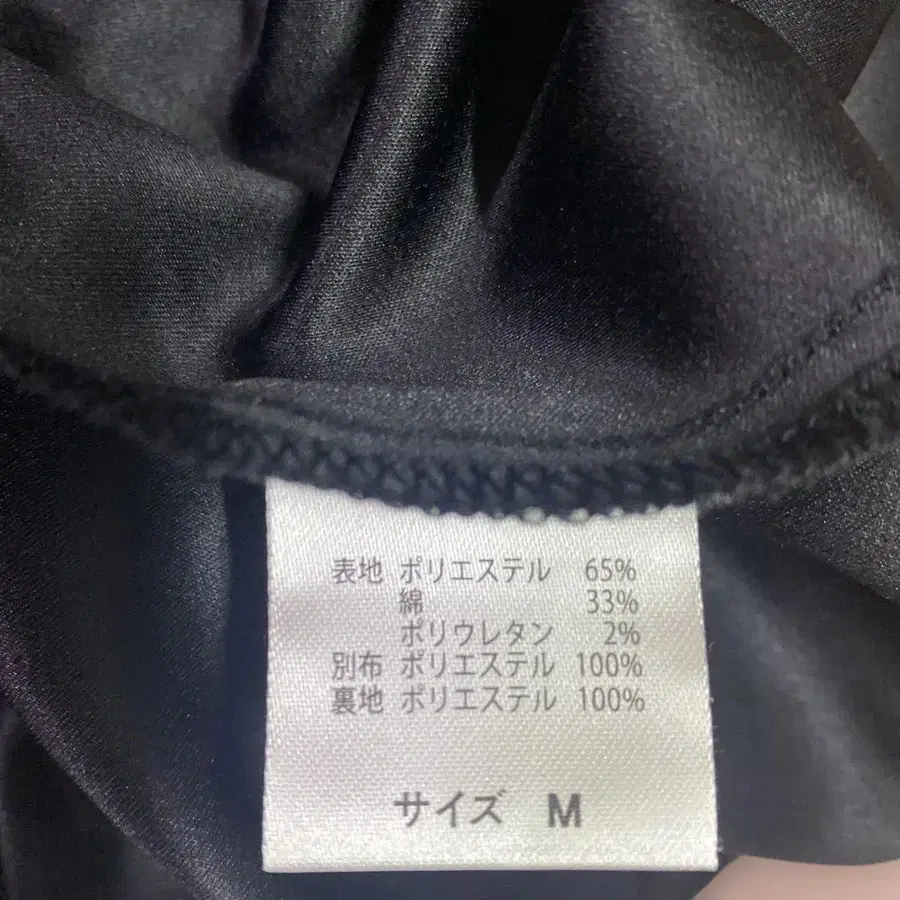 表地 ポリエステル 65%
綿 33%
ポリウレタン 2%
別布 ポリエステル 100%
裏地 ポリエステル 100%
サイズ M